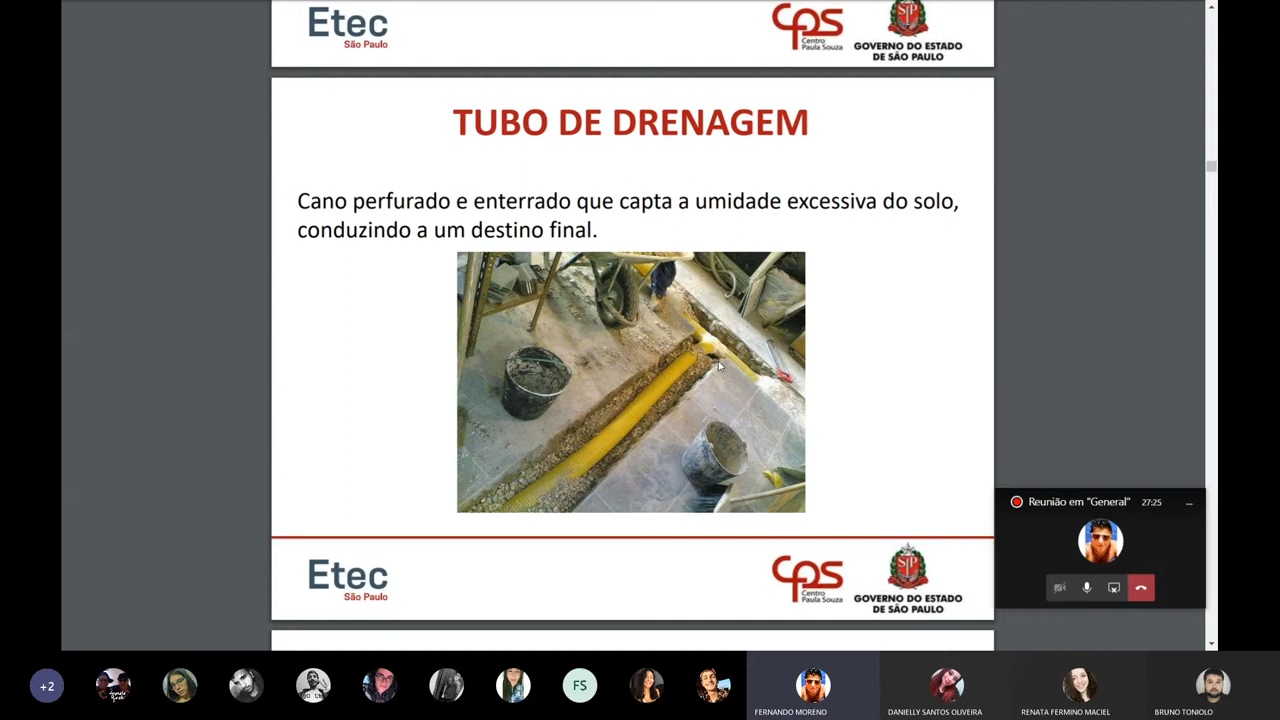 Etec
São Paulo
cps
Centro
Paula Souza
SP
GOVERNO DO ESTADO
DE SÃO PAULO
TUBO DE DRENAGEM
Cano perfurado e enterrado que capta a umidade excessiva do solo,
conduzindo a um destino final.
Etec
São Paulo
cps
Centro
Paula Souza
SP
GOVERNO DO ESTADO
DE SÃO PAULO
Reunião em "General"
27:25
+2
FS
FERNANDO MORENO
DANIELLY SANTOS OLIVEIRA
RENATA FERMINO MACIEL
BRUNO TONIOLO